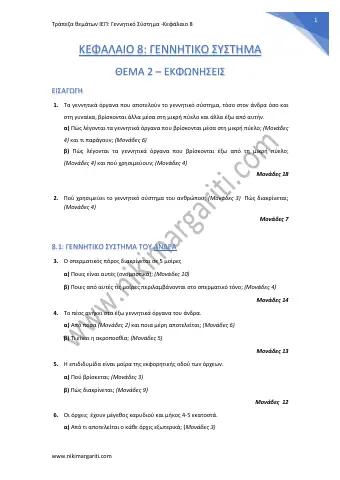 Τράπεζα θεμάτων ΙΕΠ: Γεννητικό Σύστημα -Κεφάλαιο 8
1
ΚΕΦΑΛΑΙΟ 8: ΓΕΝΝΗΤΙΚΟ ΣΥΣΤΗΜΑ
ΘΕΜΑ 2 – ΕΚΦΩΝΗΣΕΙΣ
ΕΙΣΑΓΩΓΗ
1. Τα γεννητικά όργανα που αποτελούν το γεννητικό σύστημα, τόσο στον άνδρα όσο και
στη γυναίκα, βρίσκονται άλλα μέσα στη μικρή πύελο και άλλα έξω από αυτήν.
α) Πώς λέγονται τα γεννητικά όργανα που βρίσκονται μέσα στη μικρή πύελο; (Μονάδες
4) και τι παράγουν; (Μονάδες 6)
β) Πώς λέγονται τα γεννητικά όργανα που βρίσκονται έξω από τη μικρή πύελο;
(Μονάδες 4) και πού χρησιμεύουν; (Μονάδες 4)
Μονάδες 18
2. Πού χρησιμεύει το γεννητικό σύστημα του ανθρώπου; (Μονάδες 3) Πώς διακρίνεται;
(Μονάδες 4)
Μονάδες 7
8.1: ΓΕΝΝΗΤΙΚΟ ΣΥΣΤΗΜΑ ΤΟΥ ΑΝΔΡΑ
3. Ο σπερματικός πόρος διακρίνεται σε 5 μοίρες
α) Ποιες είναι αυτές (ονομαστικά); (Μονάδες 10)
β) Ποιες από αυτές τις μοίρες περιλαμβάνονται στο σπερματικό τόνο; (Μονάδες 4)
Μονάδες 14
4. Το πέος ανήκει στα έξω γεννητικά όργανα του άνδρα.
α) Από πόσα (Μονάδες 2) και ποια μέρη αποτελείται; (Μονάδες 6)
β) Τι είναι η ακροποσθία; (Μονάδες 5)
Μονάδες 13
5. Η επιδιδυμίδα είναι μοίρα της εκφορητικής οδού των όρχεων.
α) Πού βρίσκεται; (Μονάδες 3)
β) Πώς διακρίνεται; (Μονάδες 9)
Μονάδες 12
6. Οι όρχεις έχουν μέγεθος καρυδιού και μήκος 4-5 εκατοστά.
α) Από τι αποτελείται ο κάθε όρχις εξωτερικά; (Μονάδες 3)
www.nikimargariti.com
www.nikimargariti.com